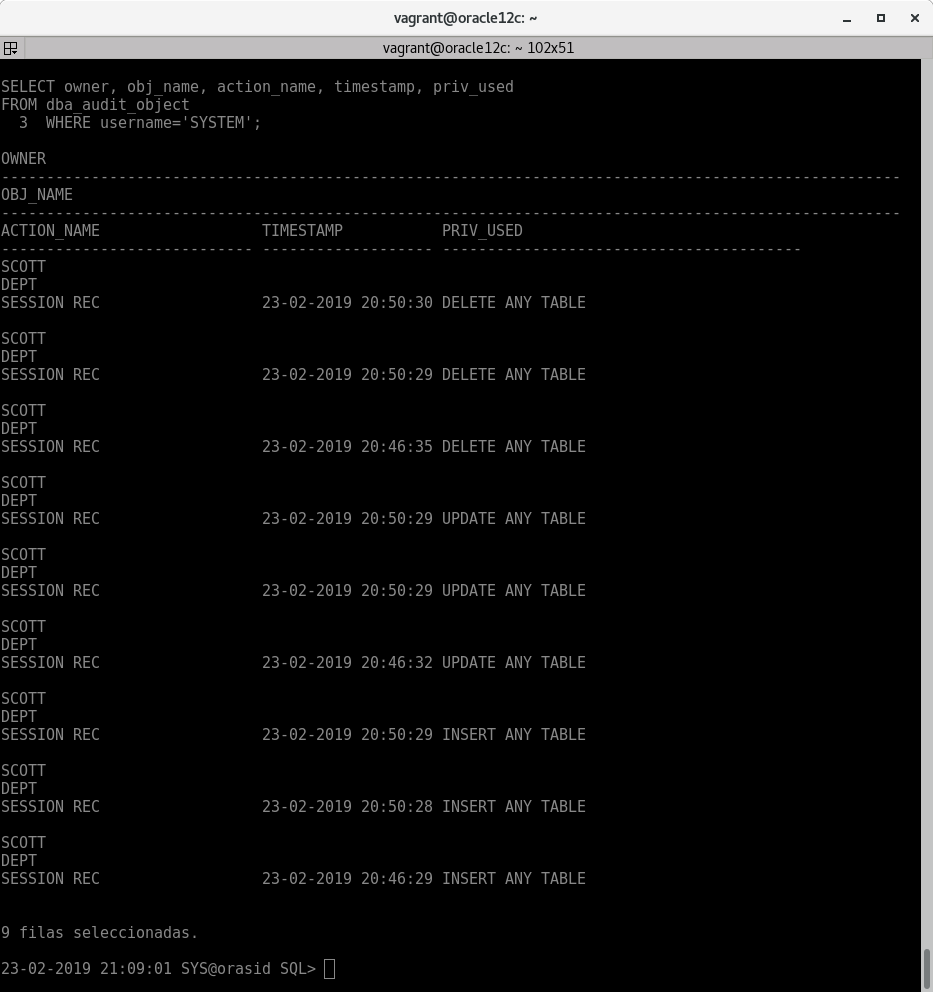 vagrant@oracle12c: ~
vagrant@oracle12c: ~ 102x51
SELECT owner, obj_name, action_name, timestamp, priv_used
FROM dba_audit_object
  3  WHERE username='SYSTEM';
OWNER
----------------------------------------------------------------------------------------------------
OBJ_NAME
----------------------------------------------------------------------------------------------------
ACTION_NAME                  TIMESTAMP           PRIV_USED
---------------------------- ------------------- ----------------------------------------
SCOTT
DEPT
SESSION REC                  23-02-2019 20:50:30 DELETE ANY TABLE
SCOTT
DEPT
SESSION REC                  23-02-2019 20:50:29 DELETE ANY TABLE
SCOTT
DEPT
SESSION REC                  23-02-2019 20:46:35 DELETE ANY TABLE
SCOTT
DEPT
SESSION REC                  23-02-2019 20:50:29 UPDATE ANY TABLE
SCOTT
DEPT
SESSION REC                  23-02-2019 20:50:29 UPDATE ANY TABLE
SCOTT
DEPT
SESSION REC                  23-02-2019 20:46:32 UPDATE ANY TABLE
SCOTT
DEPT
SESSION REC                  23-02-2019 20:50:29 INSERT ANY TABLE
SCOTT
DEPT
SESSION REC                  23-02-2019 20:50:28 INSERT ANY TABLE
SCOTT
DEPT
SESSION REC                  23-02-2019 20:46:29 INSERT ANY TABLE
9 filas seleccionadas.
23-02-2019 21:09:01 SYS@orasid SQL>